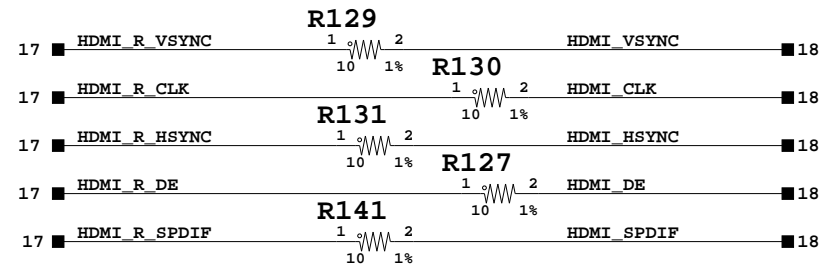 R129
17 HDMI_R_VSYNC 1 2 HDMI_VSYNC 18
10 1%
R130
17 HDMI_R_CLK 1 2 HDMI_CLK 18
10 1%
R131
17 HDMI_R_HSYNC 1 2 HDMI_HSYNC 18
10 1%
R127
17 HDMI_R_DE 1 2 HDMI_DE 18
10 1%
R141
17 HDMI_R_SPDIF 1 2 HDMI_SPDIF 18
10 1%